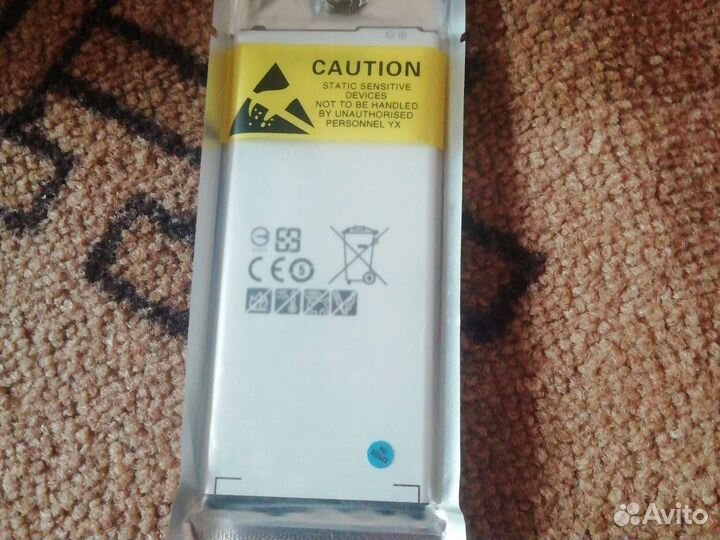 CAUTION
STATIC SENSITIVE
DEVICES
NOT TO BE HANDLED
BY UNAUTHORISED
PERSONNEL YX
CE
Avito